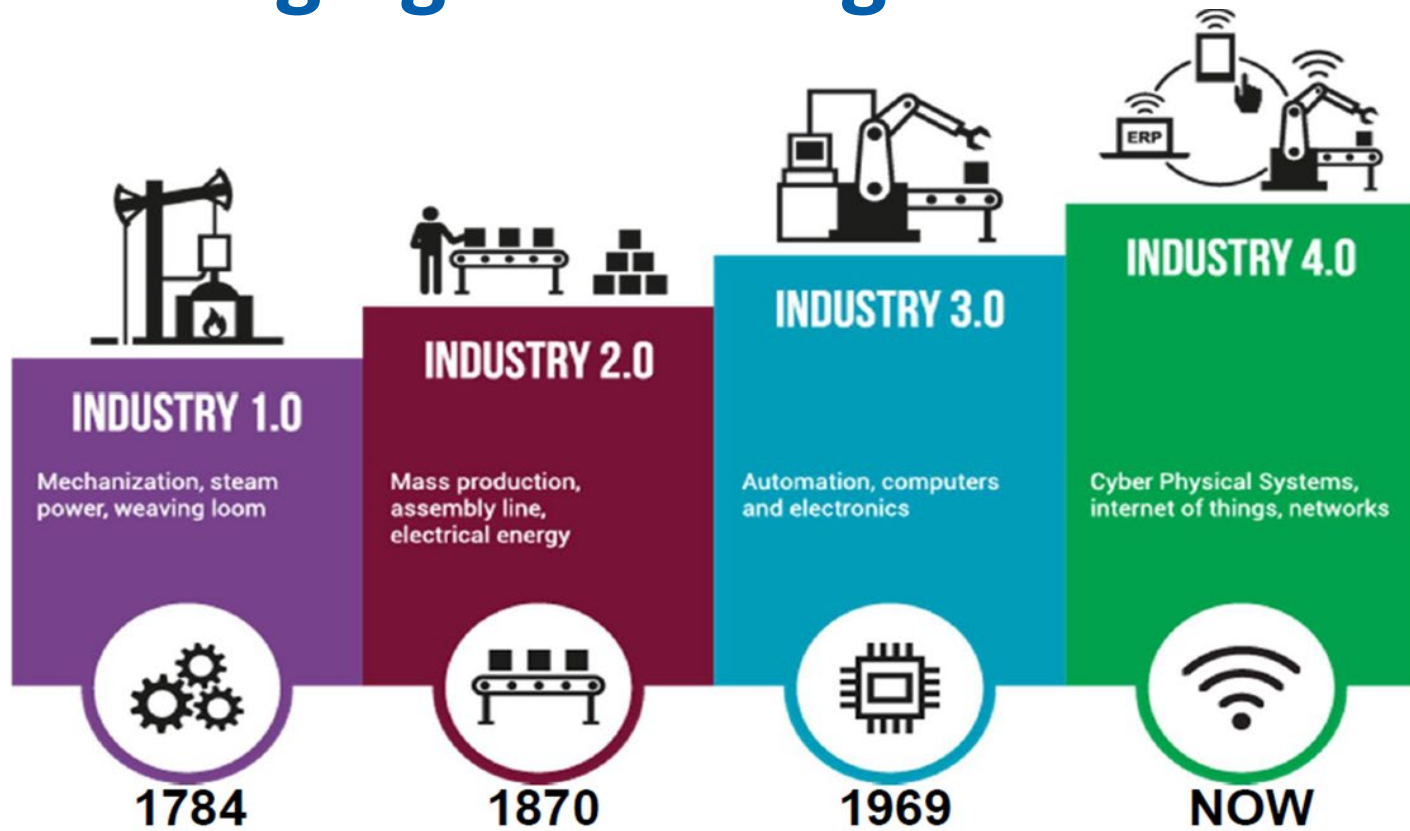 ERP
INDUSTRY 4.0
INDUSTRY 3.0
INDUSTRY 2.0
INDUSTRY 1.0
Mechanization, steam
power, weaving loom
Mass production,
assembly line,
electrical energy
Automation, computers
and electronics
Cyber Physical Systems,
internet of things, networks
1784
1870
1969
NOW